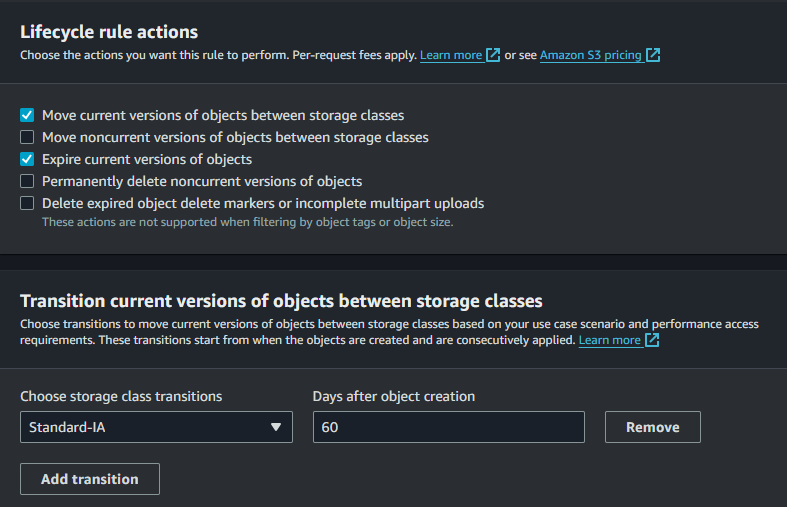 Lifecycle rule actions
Choose the actions you want this rule to perform. Per-request fees apply. Learn more or see Amazon S3 pricing
Move current versions of objects between storage classes
Move noncurrent versions of objects between storage classes
Expire current versions of objects
Permanently delete noncurrent versions of objects
Delete expired object delete markers or incomplete multipart uploads
These actions are not supported when filtering by object tags or object size.
Transition current versions of objects between storage classes
Choose transitions to move current versions of objects between storage classes based on your use case scenario and performance access
requirements. These transitions start from when the objects are created and are consecutively applied. Learn more
Choose storage class transitions Days after object creation
Standard-IA 60 Remove
Add transition